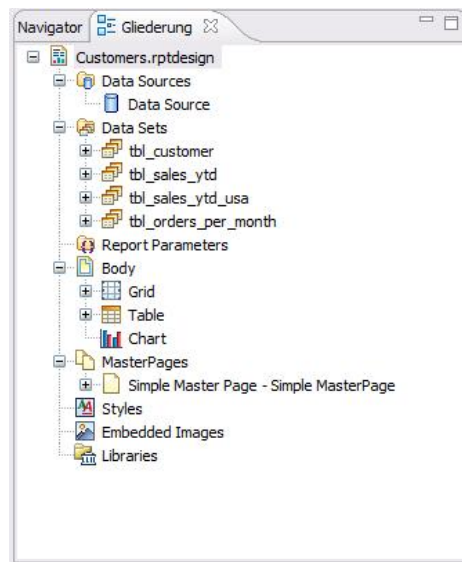 Navigator Gliederung
Customers.rptdesign
Data Sources
Data Source
Data Sets
tbl_customer
tbl_sales_ytd
tbl_sales_ytd_usa
tbl_orders_per_month
Report Parameters
Body
Grid
Table
Chart
MasterPages
Simple Master Page - Simple MasterPage
Styles
Embedded Images
Libraries